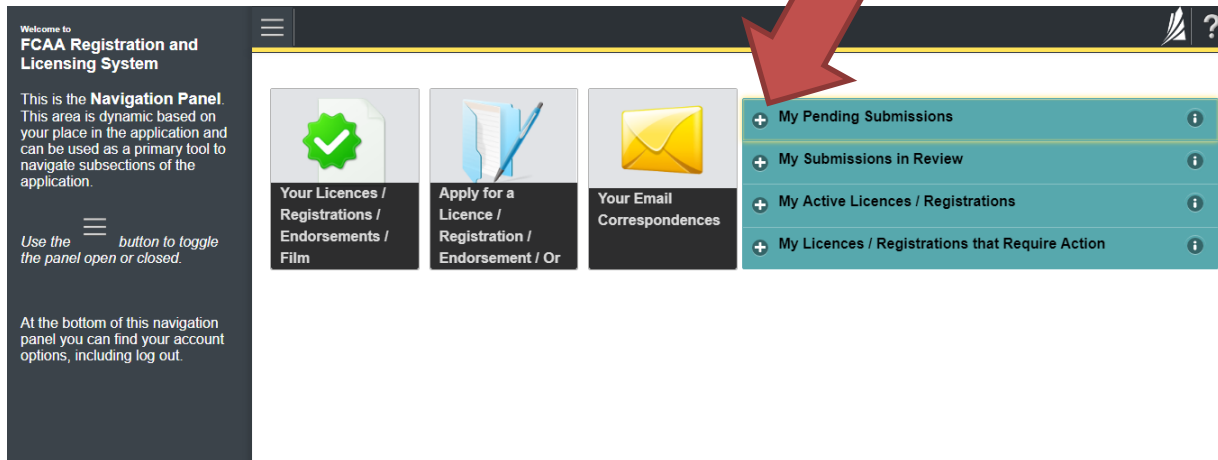 Welcome to
FCAA Registration and
Licensing System
This is the Navigation Panel.
This area is dynamic based on
your place in the application and
can be used as a primary tool to
navigate subsections of the
application.
Use the button to toggle
the panel open or closed.
At the bottom of this navigation
panel you can find your account
options, including log out.
Your Licences /
Registrations /
Endorsements /
Film
Apply for a
Licence /
Registration /
Endorsement / Or
Your Email
Correspondences
My Pending Submissions
My Submissions in Review
My Active Licences / Registrations
My Licences / Registrations that Require Action
?